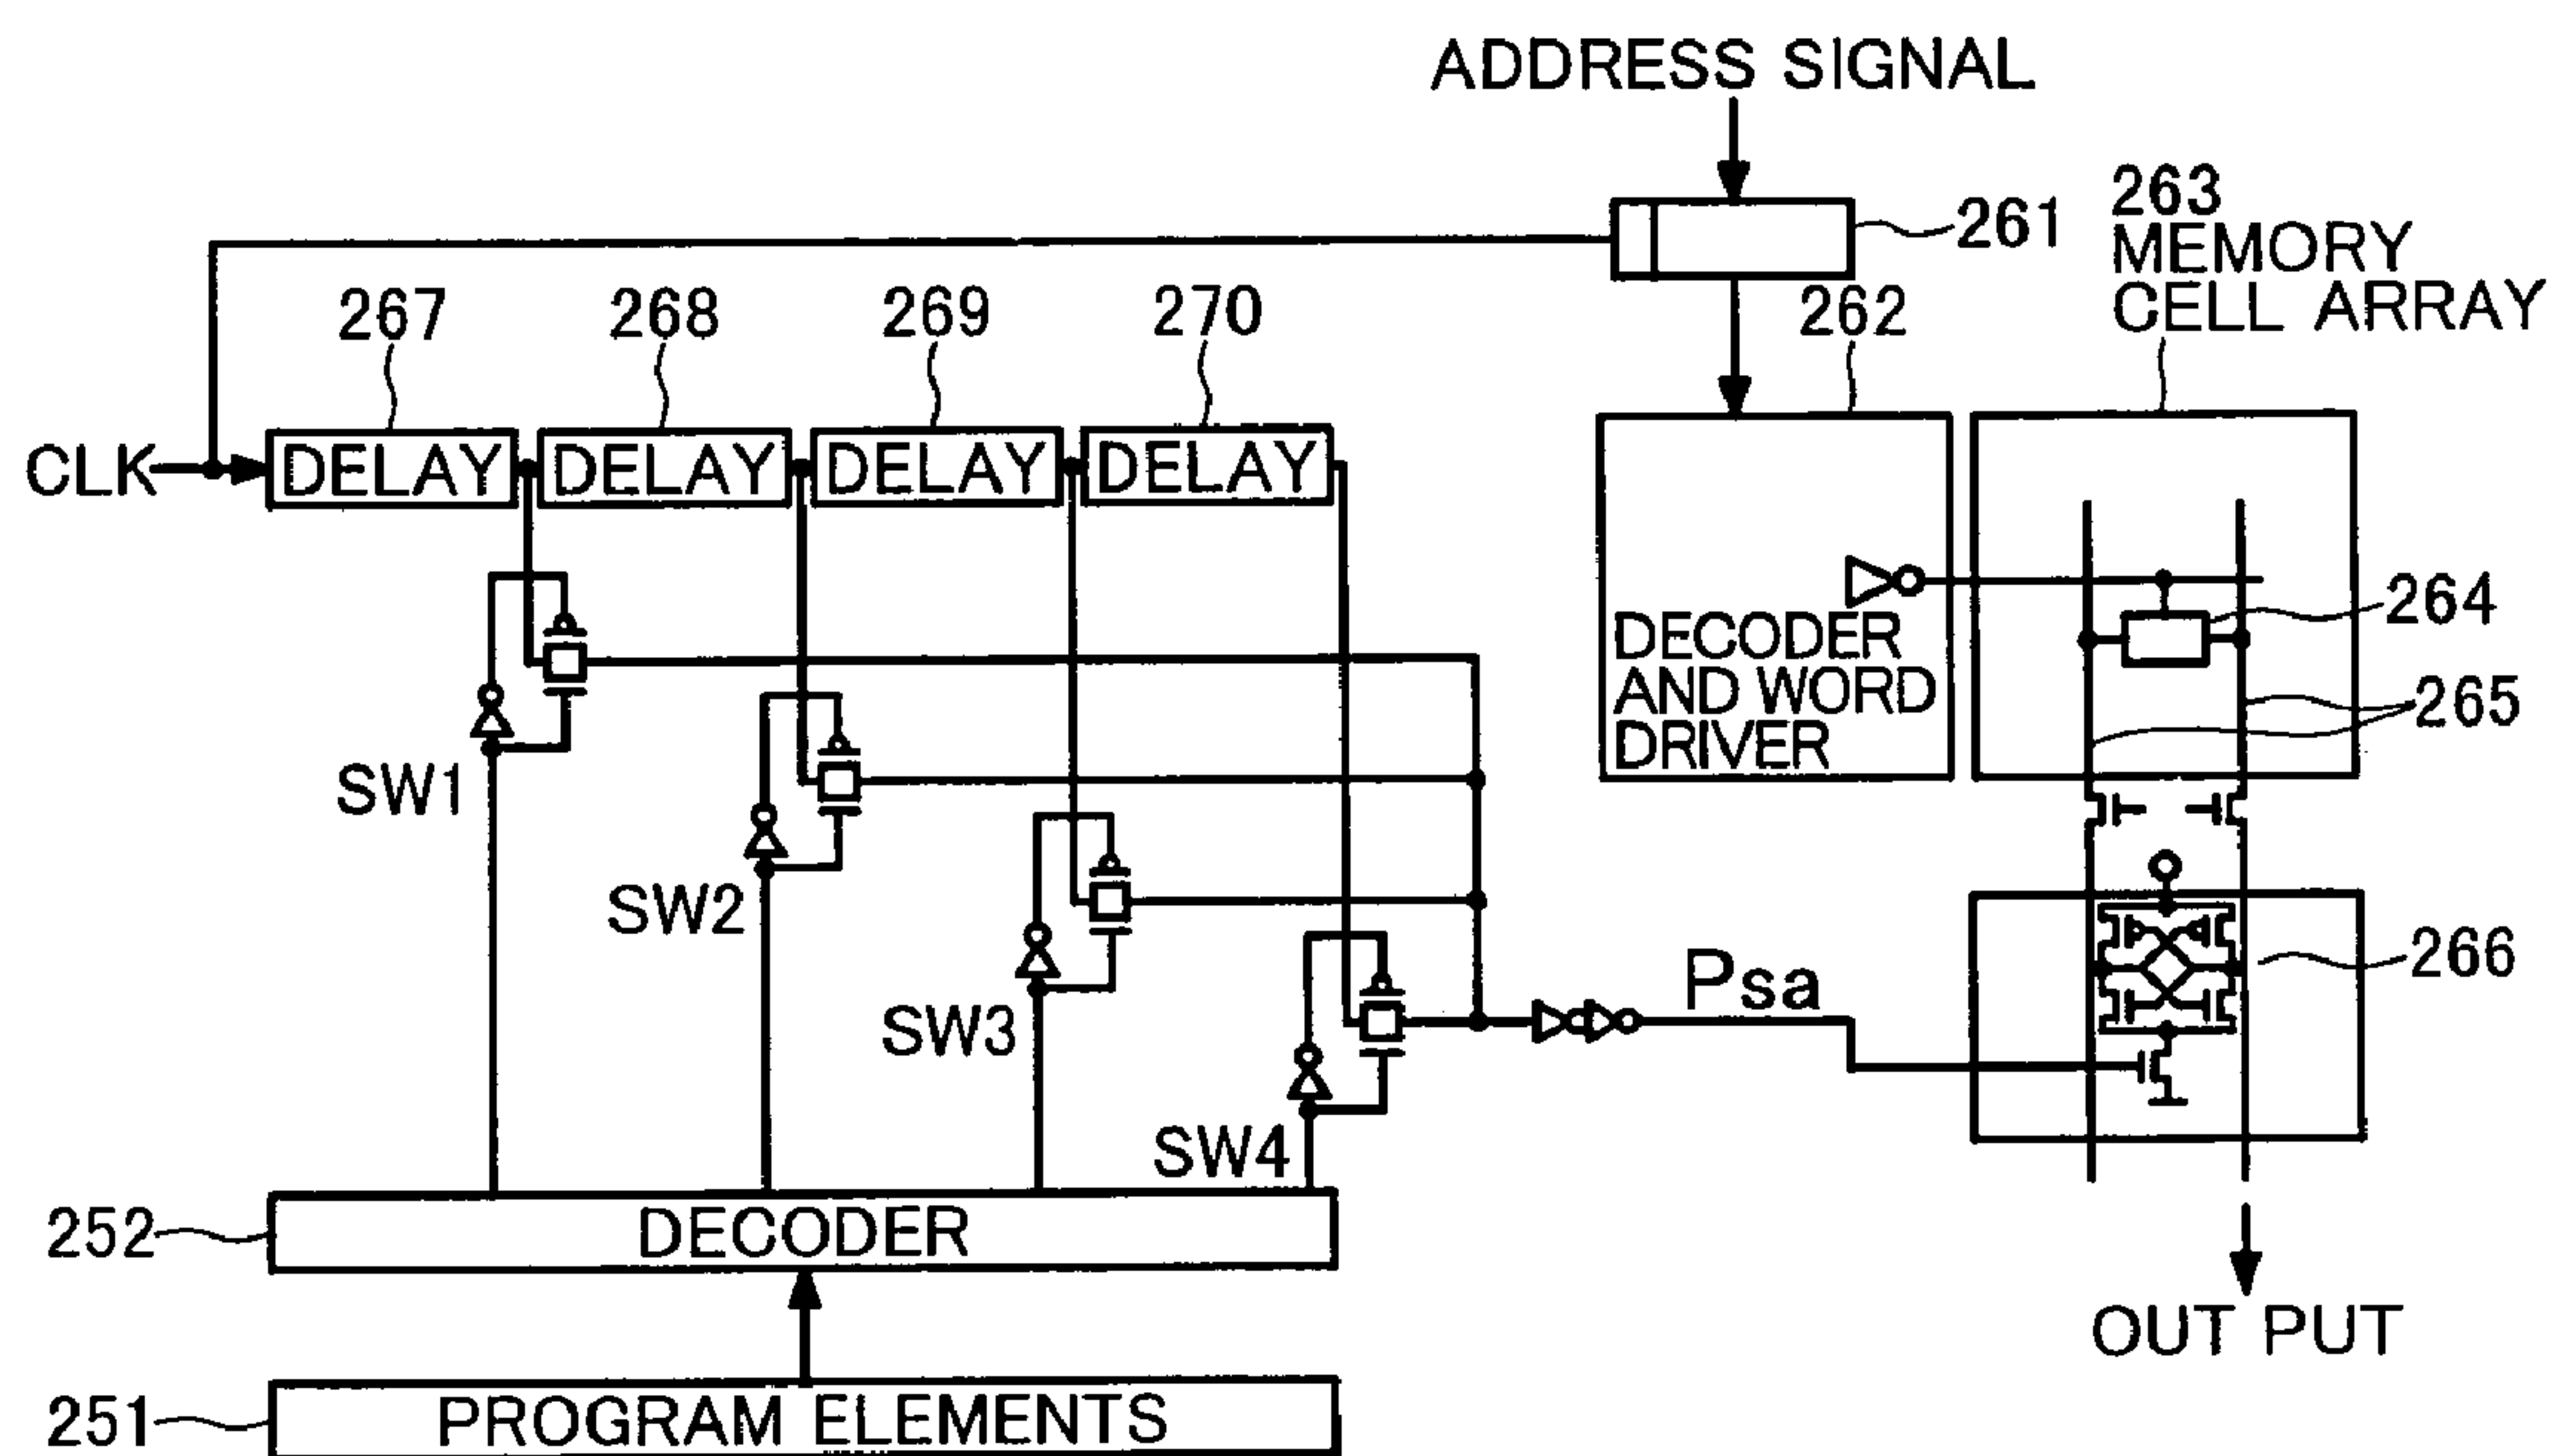 ADDRESS SIGNAL
261
263
MEMORY
CELL ARRAY
267
268
269
270
262
CLK
DELAY
DELAY
DELAY
DELAY
264
DECODER
AND WORD
DRIVER
265
SW1
SW2
SW3
SW4
Psa
266
252
DECODER
OUT PUT
251
PROGRAM ELEMENTS